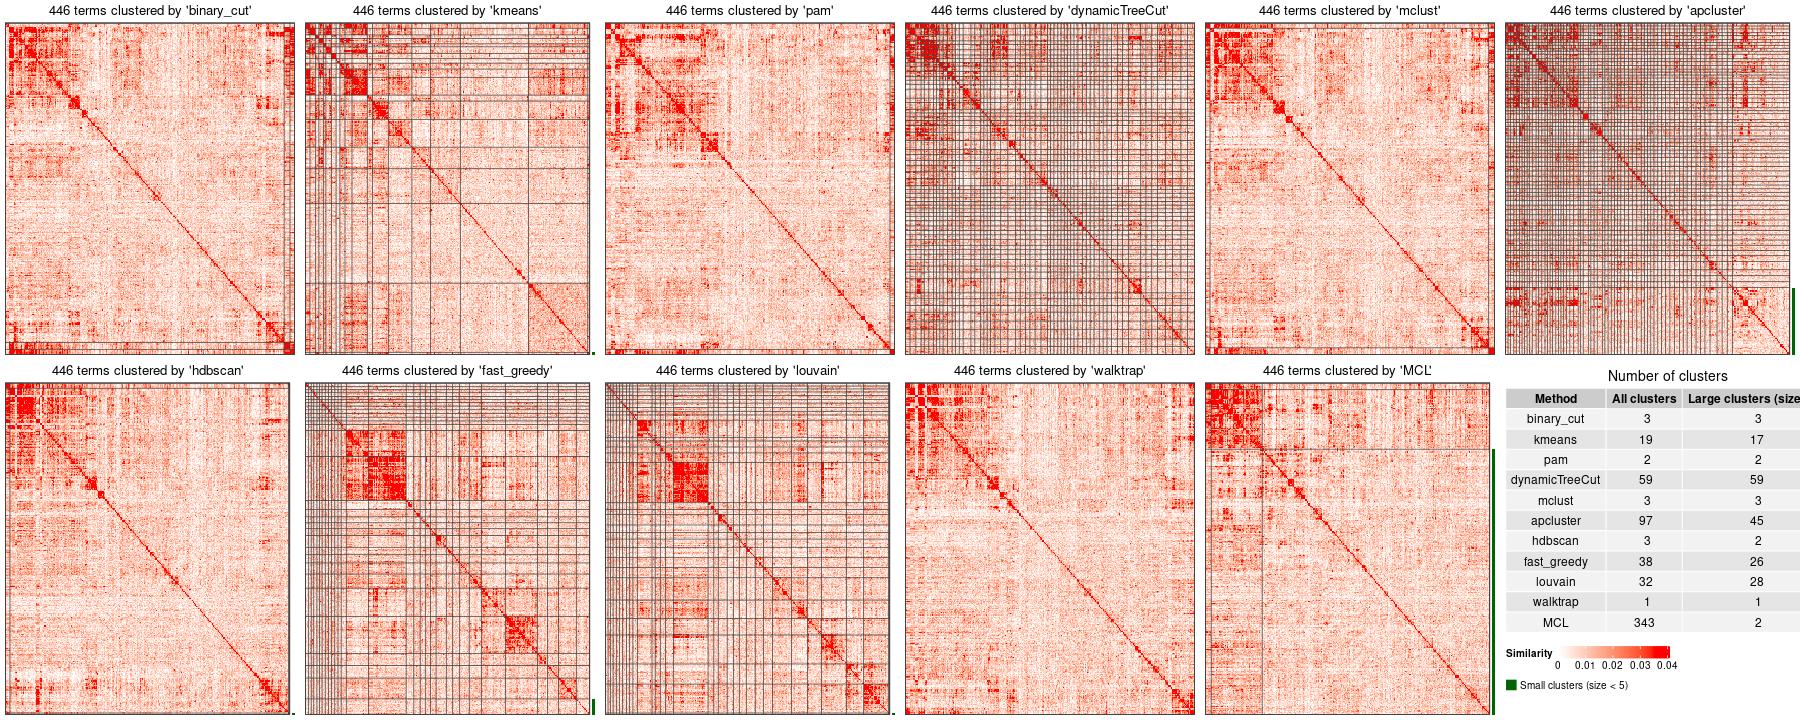 446 terms clustered by 'binary_cut'
446 terms clustered by 'kmeans'
446 terms clustered by 'pam'
446 terms clustered by 'dynamicTreeCut'
446 terms clustered by 'mclust'
446 terms clustered by 'apcluster'
446 terms clustered by 'hdbscan'
446 terms clustered by 'fast_greedy'
446 terms clustered by 'louvain'
446 terms clustered by 'walktrap'
446 terms clustered by 'MCL'
Number of clusters
Method All clusters Large clusters (size
binary_cut 3 3
kmeans 19 17
pam 2 2
dynamicTreeCut 59 59
mclust 3 3
apcluster 97 45
hdbscan 3 2
fast_greedy 38 26
louvain 32 28
walktrap 1 1
MCL 343 2
Similarity
0 0.01 0.02 0.03 0.04
Small clusters (size < 5)